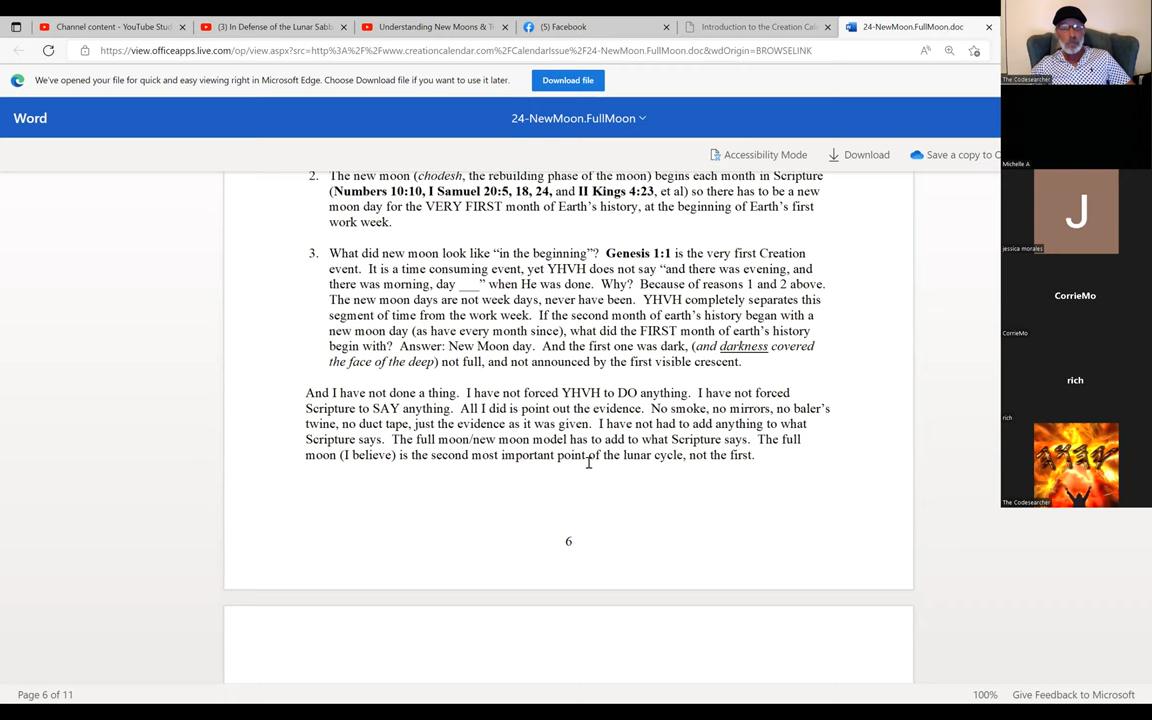 Channel content - YouTube Stu
(3) In Defense of the Lunar Sabb
Understanding New Moons & T
(5) Facebook
Introduction to the Creation Cal
24-NewMoon.FullMoon.doc
https://view.officeapps.live.com/op/view.aspx?src=http%3A%2F%2Fwww.creationcalendar.com%2FCalendarIssue%2F24-NewMoon.FullMoon.doc&wdOrigin=BROWSELINK
We've opened your file for quick and easy viewing right in Microsoft Edge. Choose Download file if you want to use it later.
Download file
Word
24-NewMoon.FullMoon
Accessibility Mode
Download
Save a copy to
2. The new moon (chodesh, the rebuilding phase of the moon) begins each month in Scripture
(Numbers 10:10, I Samuel 20:5, 18, 24, and II Kings 4:23, et al) so there has to be a new
moon day for the VERY FIRST month of Earth's history, at the beginning of Earth's first
work week.
3. What did new moon look like “in the beginning”? Genesis 1:1 is the very first Creation
event. It is a time consuming event, yet YHVH does not say “and there was evening, and
there was morning, day ___” when He was done. Why? Because of reasons 1 and 2 above.
The new moon days are not week days, never have been. YHVH completely separates this
segment of time from the work week. If the second month of earth's history began with a
new moon day (as have every month since), what did the FIRST month of earth's history
begin with? Answer: New Moon day. And the first one was dark, (and darkness covered
the face of the deep) not full, and not announced by the first visible crescent.
And I have not done a thing. I have not forced YHVH to DO anything. I have not forced
Scripture to SAY anything. All I did is point out the evidence. No smoke, no mirrors, no baler's
twine, no duct tape, just the evidence as it was given. I have not had to add anything to what
Scripture says. The full moon/new moon model has to add to what Scripture says. The full
moon (I believe) is the second most important point of the lunar cycle, not the first.
6
Page 6 of 11
100%
Give Feedback to Microsoft
The Codesearcher
Michelle A
J
jessica morales
CorrieMo
CorrieMo
rich
rich
The Codesearcher